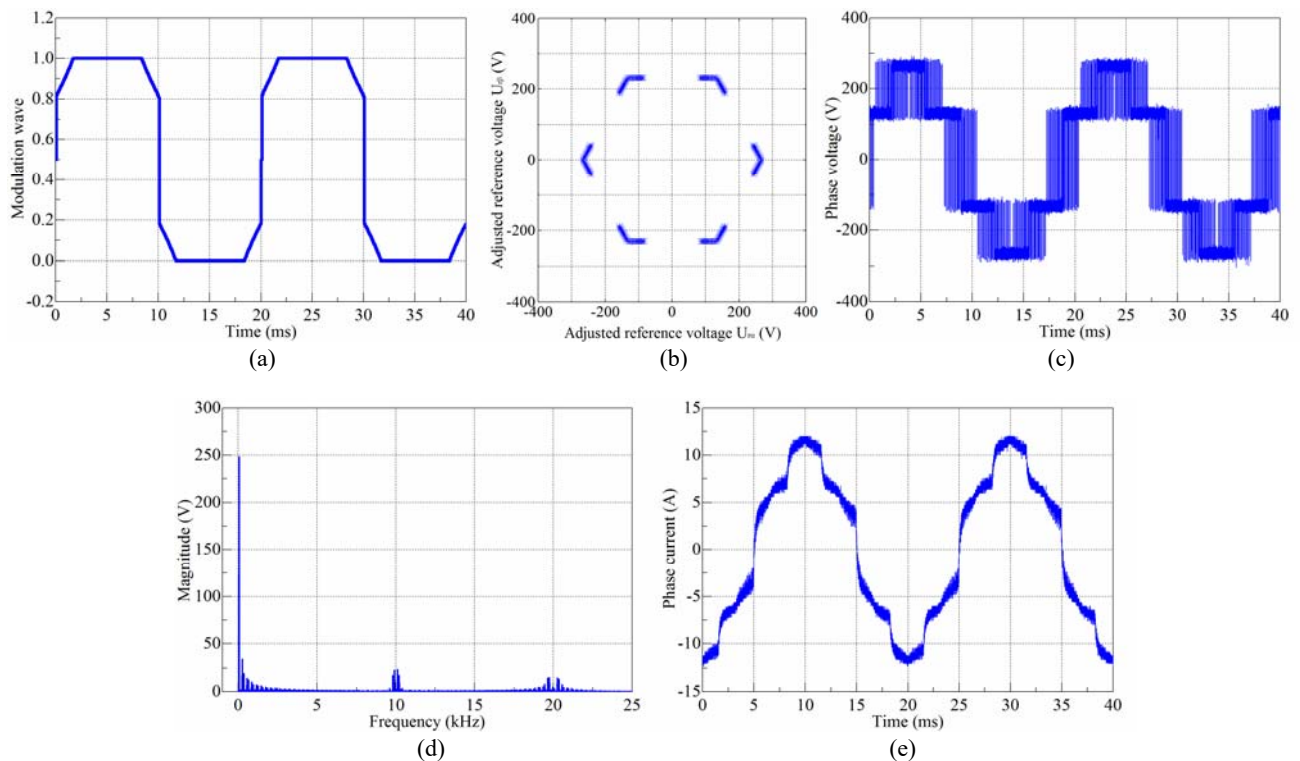 1.2
1.0
0.8
0.6
0.4
0.2
0.0
-0.2
Modulation wave
0 5 10 15 20 25 30 35 40
Time (ms)
(a)
400
200
0
-200
-400
Adjusted reference voltage (V)
-400 -200 0 200 400
Adjusted reference voltage (V)
(b)
400
200
0
-200
-400
Phase voltage (V)
0 5 10 15 20 25 30 35 40
Time (ms)
(c)
300
250
200
150
100
50
0
Magnitude (V)
0 5 10 15 20 25
Frequency (kHz)
(d)
15
10
5
0
-5
-10
-15
Phase current (A)
0 5 10 15 20 25 30 35 40
Time (ms)
(e)